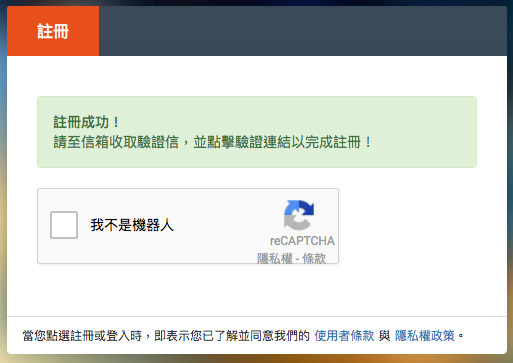 註冊
註冊成功！
請至信箱收取驗證信，並點擊驗證連結以完成註冊！
我不是機器人
reCAPTCHA
隱私權 - 條款
當您點選註冊或登入時，即表示您已了解並同意我們的 使用者條款 與 隱私權政策。